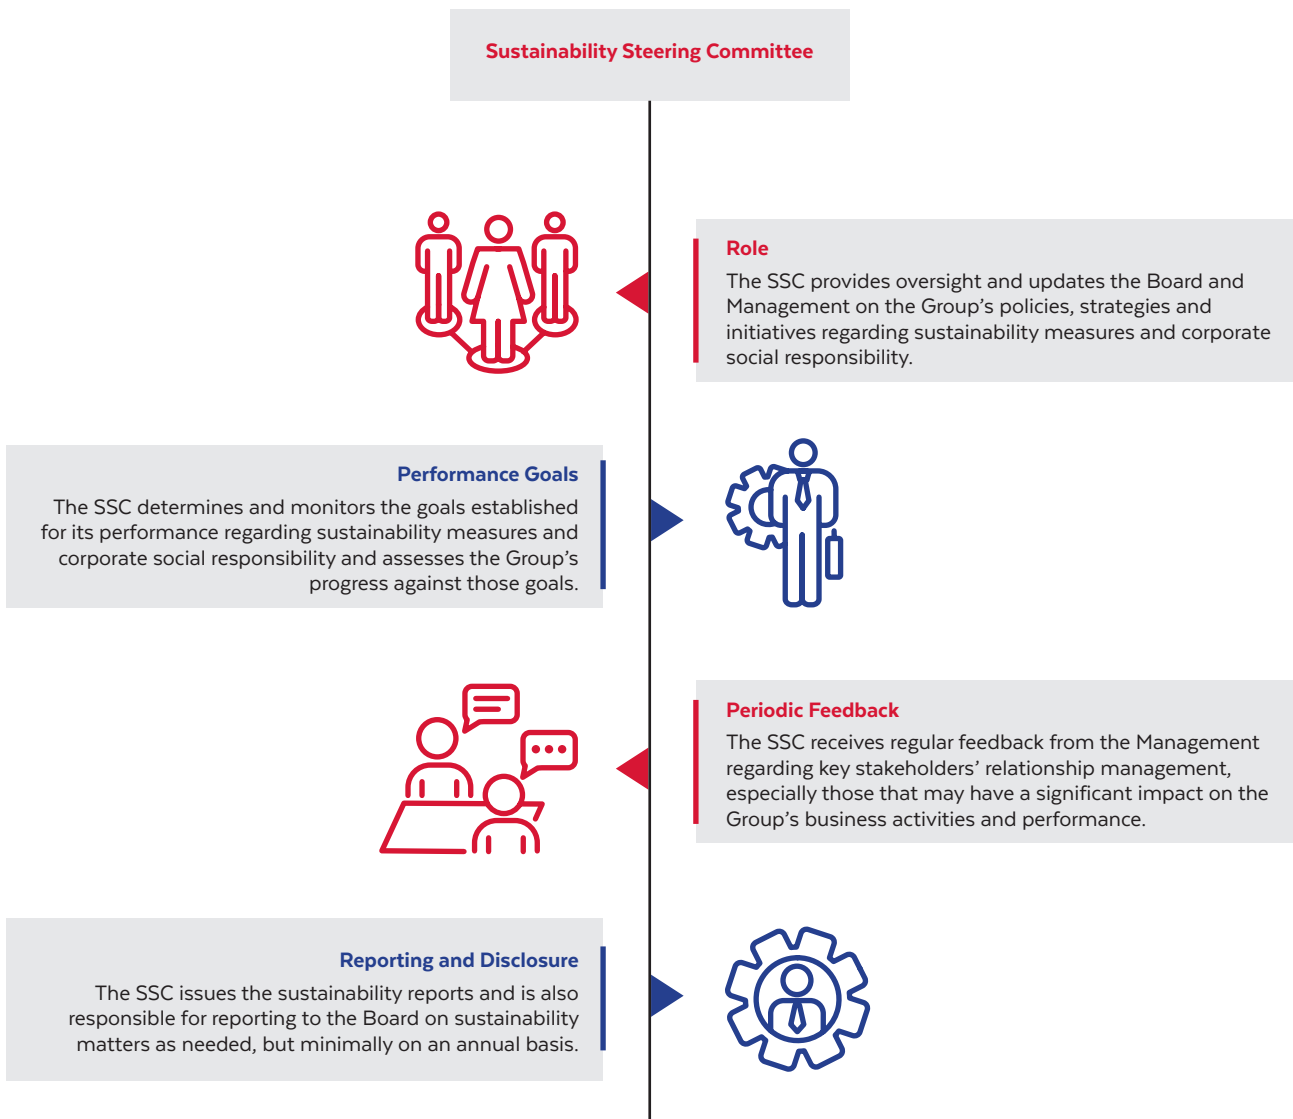 Sustainability Steering Committee
Role
The SSC provides oversight and updates the Board and
Management on the Group’s policies, strategies and
initiatives regarding sustainability measures and corporate
social responsibility.
Performance Goals
The SSC determines and monitors the goals established
for its performance regarding sustainability measures and
corporate social responsibility and assesses the Group’s
progress against those goals.
Periodic Feedback
The SSC receives regular feedback from the Management
regarding key stakeholders’ relationship management,
especially those that may have a significant impact on the
Group’s business activities and performance.
Reporting and Disclosure
The SSC issues the sustainability reports and is also
responsible for reporting to the Board on sustainability
matters as needed, but minimally on an annual basis.